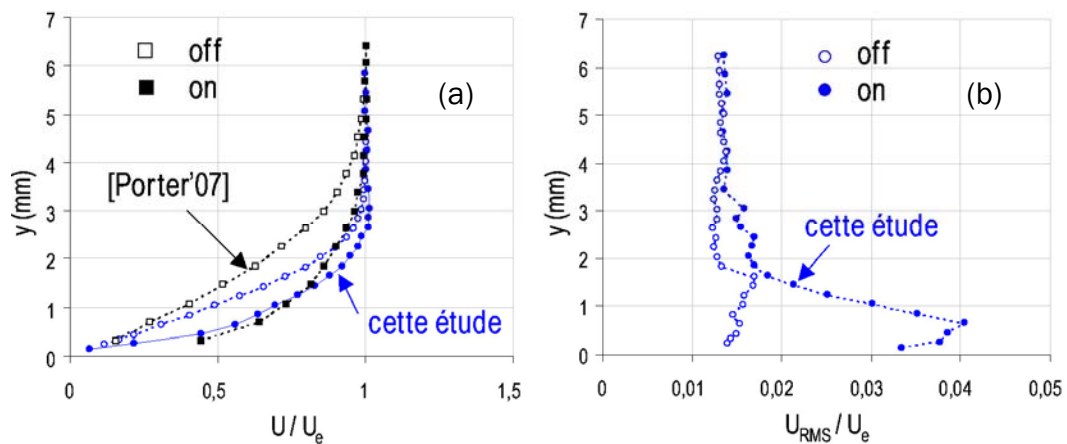 7
6
5
4
3
2
1
0
y (mm)
off
on
(a)
[Porter'07]
cette étude
0
0,5
1
1,5
U / Ue
7
6
5
4
3
2
1
0
y (mm)
off
on
(b)
cette étude
0
0,01
0,02
0,03
0,04
0,05
URMS / Ue